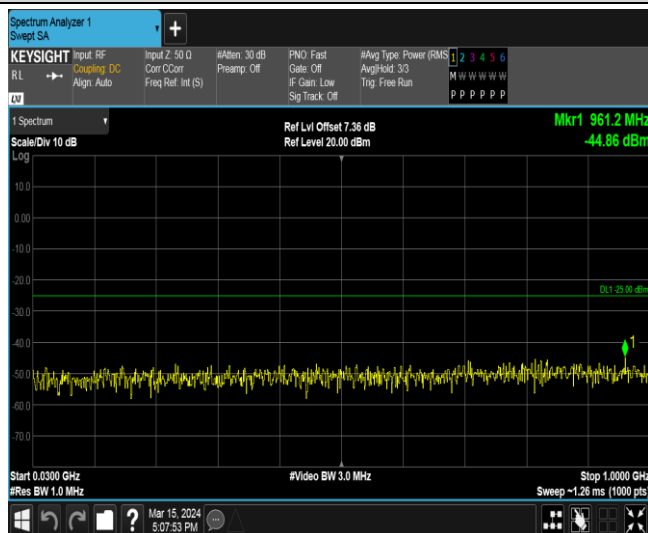 Spectrum Analyzer 1
Swept SA
+
KEYSIGHT
RL
LXI
Input: RF
Coupling: DC
Align: Auto
Input Z: 50 Ω
Corr CCorr
Freq Ref: Int (S)
#Atten: 30 dB
Preamp: Off
PNO: Fast
Gate: Off
IF Gain: Low
Sig Track: Off
#Avg Type: Power (RMS
Avg|Hold: 3/3
Trig: Free Run
1 2 3 4 5 6
M W W W W W
P P P P P P
1 Spectrum
Scale/Div 10 dB
Log
Ref Lvl Offset 7.36 dB
Ref Level 20.00 dBm
Mkr1 961.2 MHz
-44.86 dBm
10.0
0.00
-10.0
-20.0
DL1 -25.00 dBm
-30.0
-40.0
1
-50.0
-60.0
-70.0
Start 0.0300 GHz
#Res BW 1.0 MHz
#Video BW 3.0 MHz
Stop 1.0000 GHz
Sweep ~1.26 ms (1000 pts)
?
Mar 15, 2024
5:07:53 PM